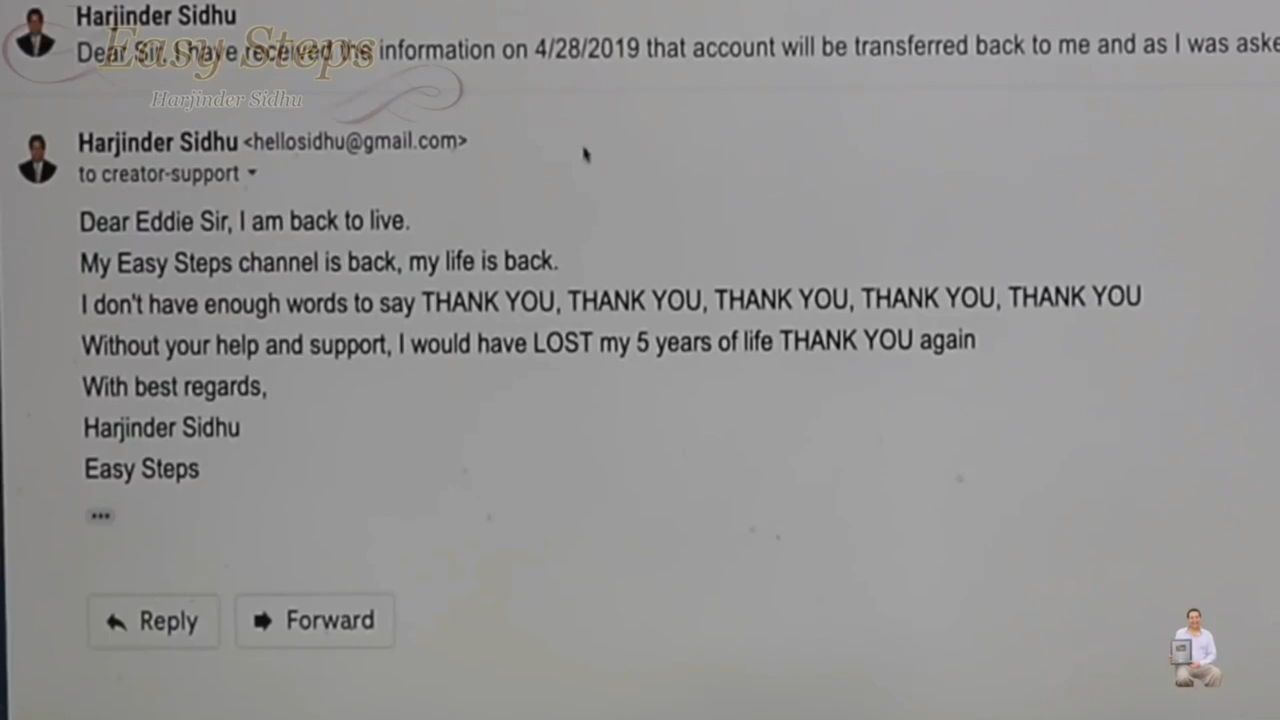 Harjinder Sidhu
Dear Sir, I have received the information on 4/28/2019 that account will be transferred back to me and as I was aske
Easy Steps
Harjinder Sidhu
Harjinder Sidhu <hellosidhu@gmail.com>
to creator-support
Dear Eddie Sir, I am back to live.
My Easy Steps channel is back, my life is back.
I don't have enough words to say THANK YOU, THANK YOU, THANK YOU, THANK YOU, THANK YOU
Without your help and support, I would have LOST my 5 years of life THANK YOU again
With best regards,
Harjinder Sidhu
Easy Steps
Reply
Forward